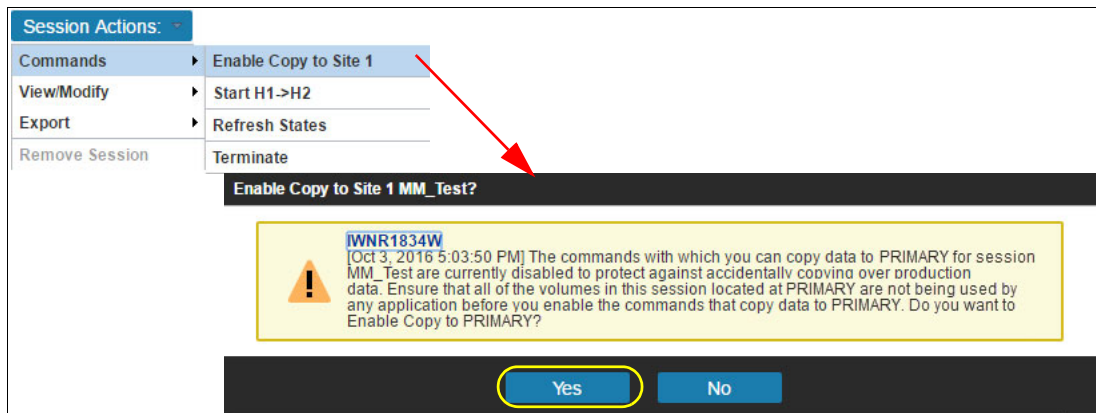 Session Actions:
Commands
Enable Copy to Site 1
View/Modify
Start H1->H2
Export
Refresh States
Remove Session
Terminate
Enable Copy to Site 1 MM_Test?
IWNR1834W
[Oct 3, 2016 5:03:50 PM] The commands with which you can copy data to PRIMARY for session
MM_Test are currently disabled to protect against accidentally copying over production
data. Ensure that all of the volumes in this session located at PRIMARY are not being used by
any application before you enable the commands that copy data to PRIMARY. Do you want to
Enable Copy to PRIMARY?
Yes
No